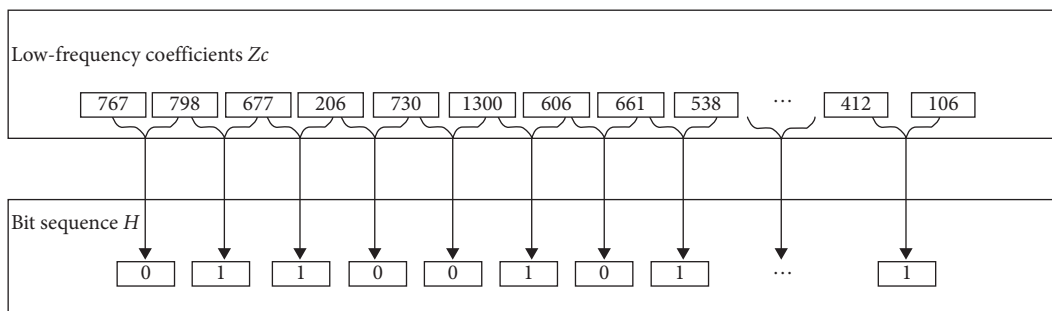 Low-frequency coefficients Zc
767 798 677 206 730 1300 606 661 538 ... 412 106
Bit sequence H
0 1 1 0 0 1 0 1 ... 1